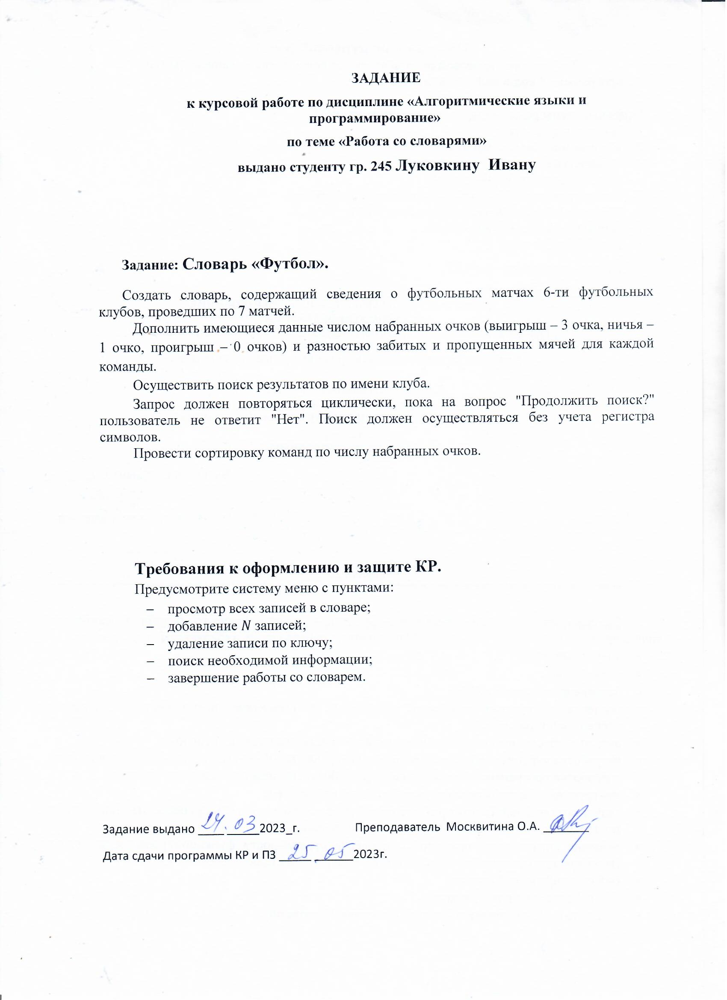 ЗАДАНИЕ
к курсовой работе по дисциплине «Алгоритмические языки и
программирование»
по теме «Работа со словарями»
выдано студенту гр. 245 Луковкину Ивану
Задание: Словарь «Футбол».
Создать словарь, содержащий сведения о футбольных матчах 6-ти футбольных
клубов, проведших по 7 матчей.
Дополнить имеющиеся данные числом набранных очков (выигрыш – 3 очка, ничья –
1 очко, проигрыш – 0 очков) и разностью забитых и пропущенных мячей для каждой
команды.
Осуществить поиск результатов по имени клуба.
Запрос должен повторяться циклически, пока на вопрос "Продолжить поиск?"
пользователь не ответит "Нет". Поиск должен осуществляться без учета регистра
символов.
Провести сортировку команд по числу набранных очков.
Требования к оформлению и защите КР.
Предусмотрите систему меню с пунктами:
– просмотр всех записей в словаре;
– добавление N записей;
– удаление записи по ключу;
– поиск необходимой информации;
– завершение работы со словарем.
Задание выдано 24.03 2023_г. Преподаватель Москвитина О.А.
Дата сдачи программы КР и ПЗ 25.05 2023г.